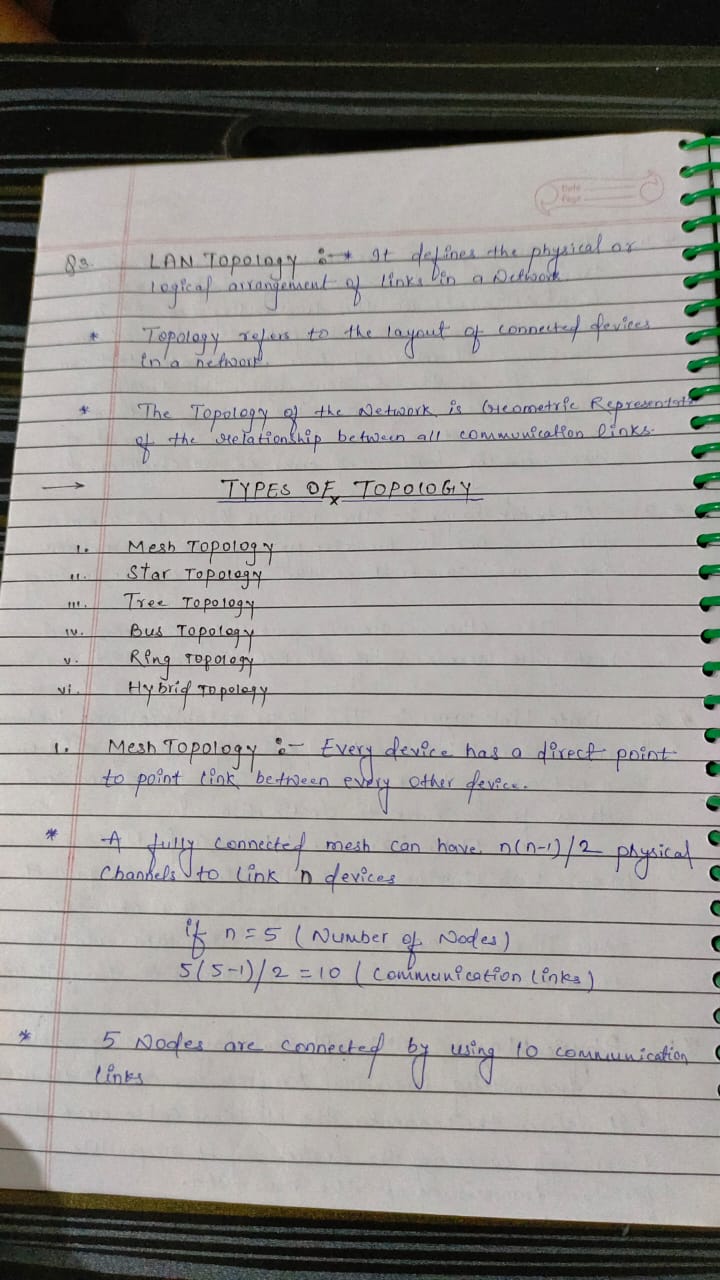 Date
Page
Q3. LAN Topology :-* It defines the physical or
logical arrangement of links in a Network.
* Topology refers to the layout of connected devices
in a network.
* The Topology of the Network is Geometric Representat
of the relationship between all communication links.
→ TYPES OF TOPOLOGY
i. Mesh Topology
ii. Star Topology
iii. Tree Topology
iv. Bus Topology
v. Ring Topology
vi. Hybrid Topology
1. Mesh Topology :- Every device has a direct point
to point link between every other device.
* A fully connected mesh can have n(n-1)/2 physical
Channels to link n devices
if n = 5 (Number of Nodes)
5(5-1)/2 = 10 (Communication links)
* 5 Nodes are connected by using 10 communication
links